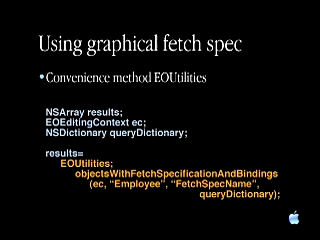 Using graphical fetch spec
• Convenience method EOUtilities
NSArray results;
EOEditingContext ec;
NSDictionary queryDictionary;
results=
EOUtilities;
objectsWithFetchSpecificationAndBindings
(ec, “Employee”, “FetchSpecName”,
queryDictionary);